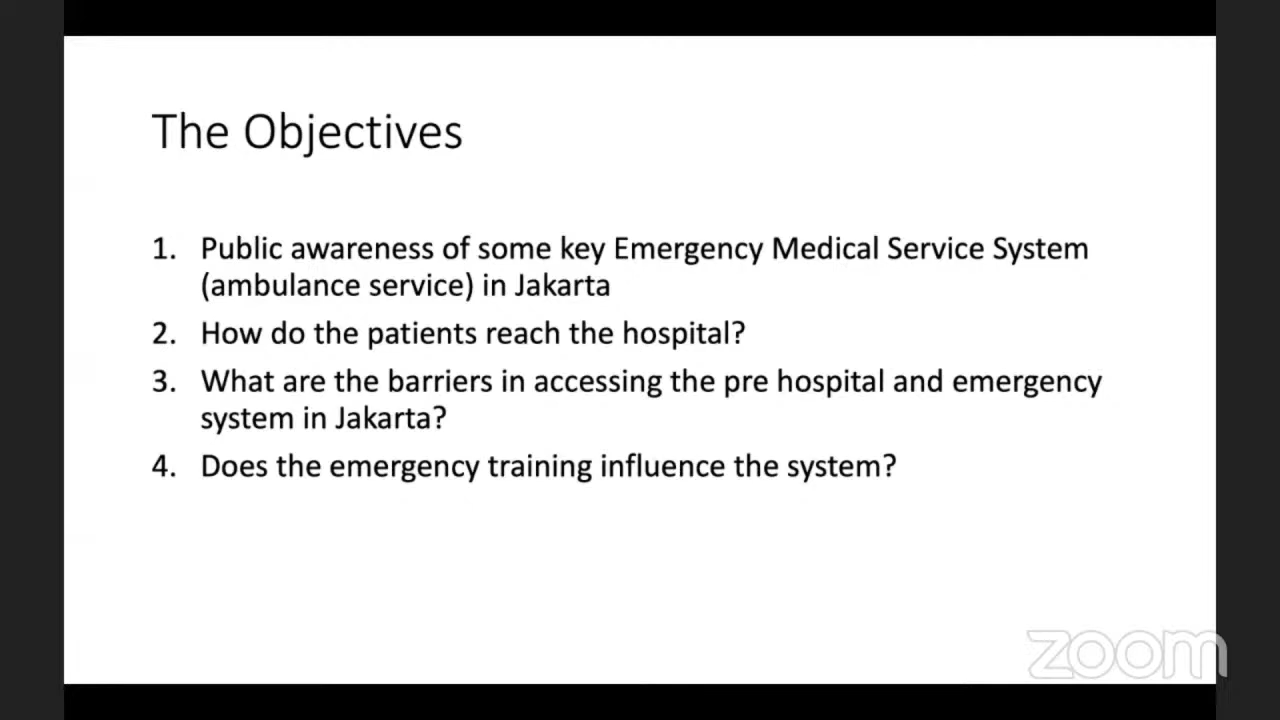 The Objectives
1. Public awareness of some key Emergency Medical Service System
(ambulance service) in Jakarta
2. How do the patients reach the hospital?
3. What are the barriers in accessing the pre hospital and emergency
system in Jakarta?
4. Does the emergency training influence the system?
zoom